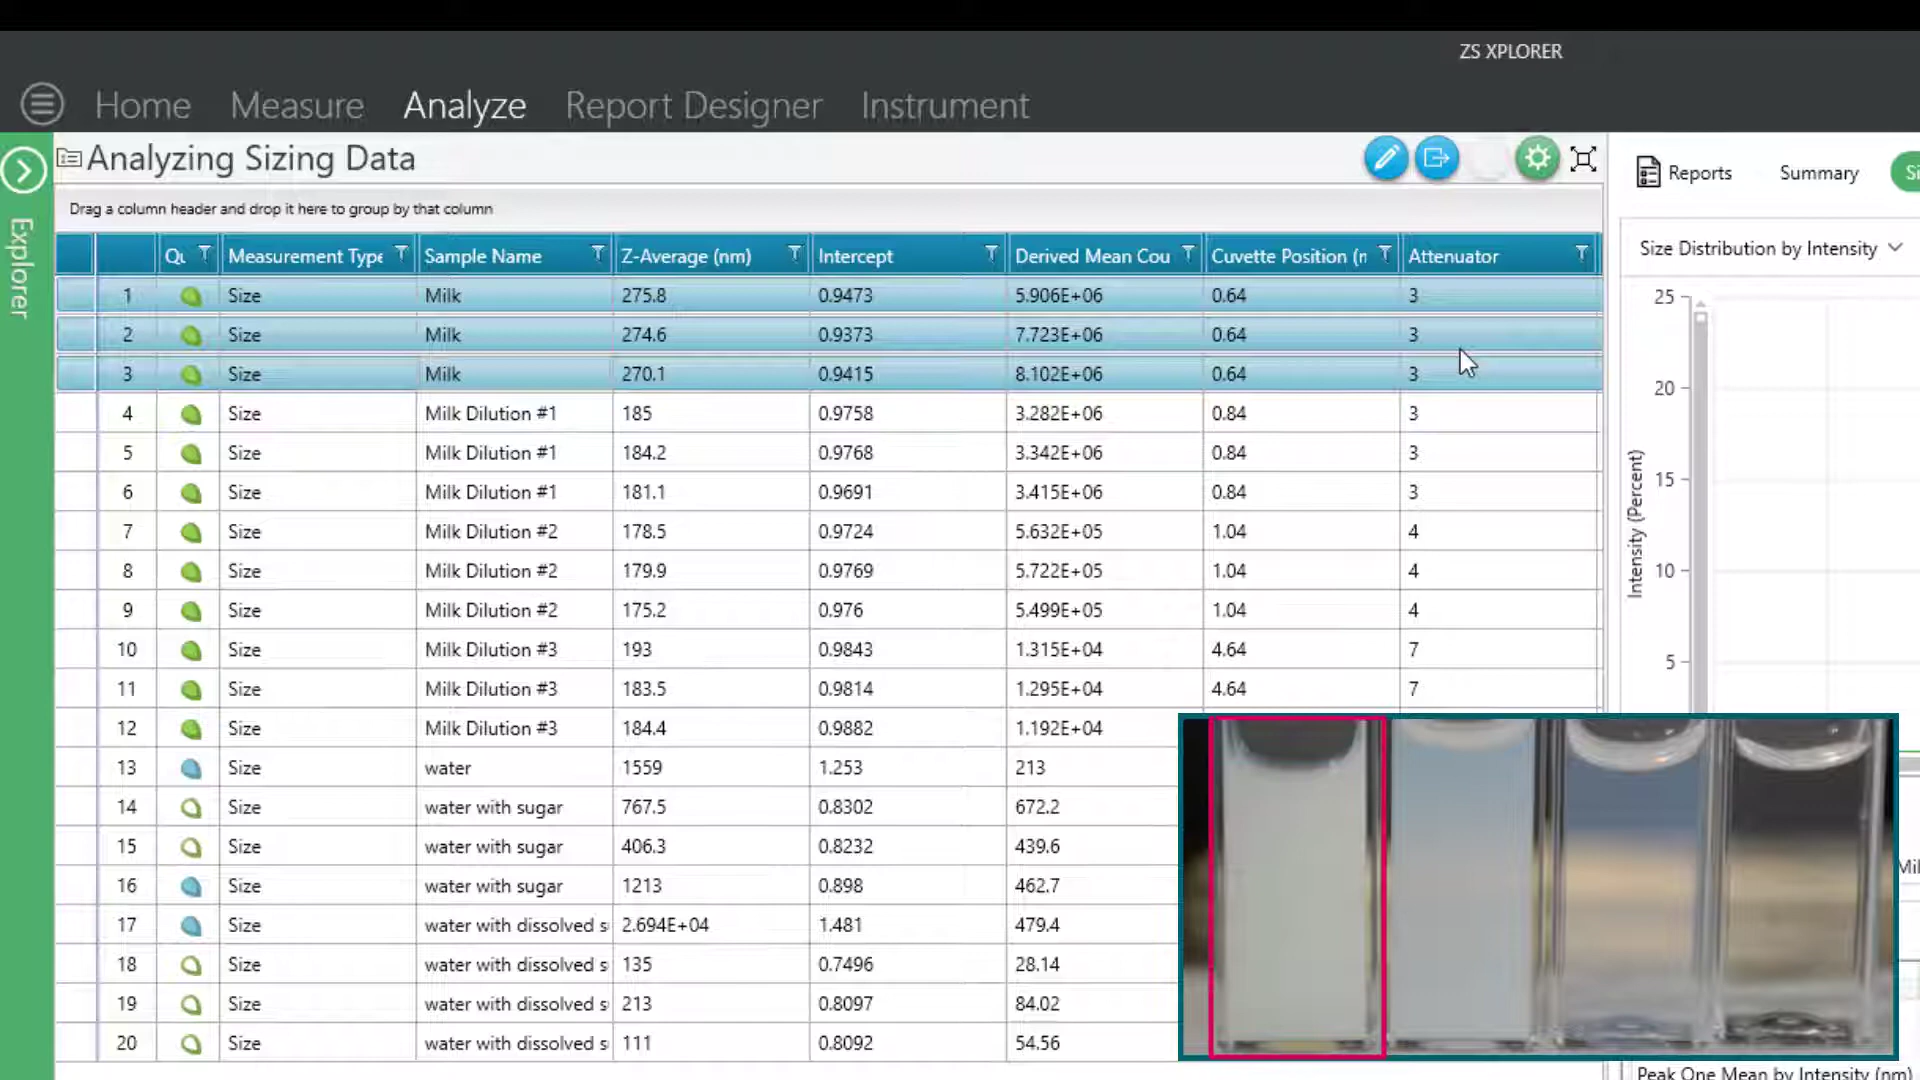 ZS XPLORER
Home Measure Analyze Report Designer Instrument
Analyzing Sizing Data
Reports Summary Si
Explorer
Drag a column header and drop it here to group by that column
Size Distribution by Intensity
Qu Measurement Type Sample Name Z-Average (nm) Intercept Derived Mean Cou Cuvette Position (r Attenuator
1 Size Milk 275.8 0.9473 5.906E+06 0.64 3
2 Size Milk 274.6 0.9373 7.723E+06 0.64 3
3 Size Milk 270.1 0.9415 8.102E+06 0.64 3
4 Size Milk Dilution #1 185 0.9758 3.282E+06 0.84 3
5 Size Milk Dilution #1 184.2 0.9768 3.342E+06 0.84 3
6 Size Milk Dilution #1 181.1 0.9691 3.415E+06 0.84 3
7 Size Milk Dilution #2 178.5 0.9724 5.632E+05 1.04 4
8 Size Milk Dilution #2 179.9 0.9769 5.722E+05 1.04 4
9 Size Milk Dilution #2 175.2 0.976 5.499E+05 1.04 4
10 Size Milk Dilution #3 193 0.9843 1.315E+04 4.64 7
11 Size Milk Dilution #3 183.5 0.9814 1.295E+04 4.64 7
12 Size Milk Dilution #3 184.4 0.9882 1.192E+04
13 Size water 1559 1.253 213
14 Size water with sugar 767.5 0.8302 672.2
15 Size water with sugar 406.3 0.8232 439.6
16 Size water with sugar 1213 0.898 462.7
17 Size water with dissolved s 2.694E+04 1.481 479.4
18 Size water with dissolved s 135 0.7496 28.14
19 Size water with dissolved s 213 0.8097 84.02
20 Size water with dissolved s 111 0.8092 54.56
Intensity (Percent)
25
20
15
10
5
Mil
Peak One Mean by Intensity (nm)